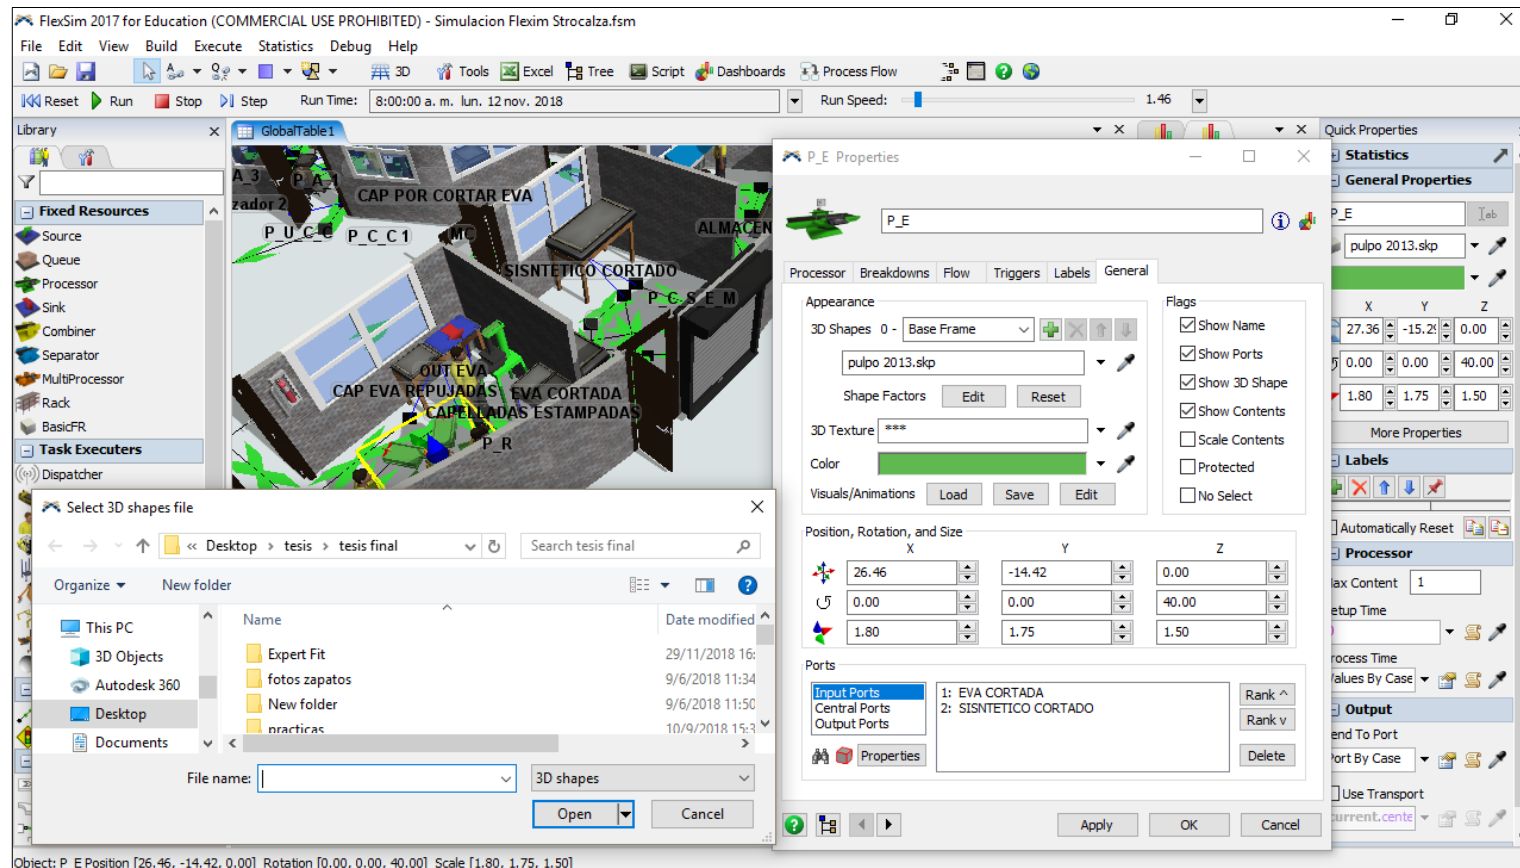 FlexSim 2017 for Education (COMMERCIAL USE PROHIBITED) - Simulacion Flexim Strocalza.fsm
File Edit View Build Execute Statistics Debug Help
3D Tools Excel Tree Script Dashboards Process Flow
Reset Run Stop Step Run Time: 8:00:00 a. m. lun. 12 nov. 2018 Run Speed: 1.46
Library
GlobalTable1
Quick Properties
Fixed Resources
Source
Queue
Processor
Sink
Combiner
Separator
MultiProcessor
Rack
BasicFR
Task Executers
Dispatcher
A_3 P_A_1
CAP POR CORTAR EVA
zador 2
P_U_C_C P_C_C1 MC
ALMACEN
SISNTETICO CORTADO
P_C_S_E_M
OUT EVA
CAP EVA REPUJADAS EVA CORTADA
CAPELLADAS ESTAMPADAS
P_R
Select 3D shapes file
« Desktop › tesis › tesis final
Search tesis final
Organize New folder
This PC
3D Objects
Autodesk 360
Desktop
Documents
Name Date modified
Expert Fit 29/11/2018 16:
fotos zapatos 9/6/2018 11:34
New folder 9/6/2018 11:50
practicas 10/9/2018 15:3
File name: 3D shapes
Open Cancel
P_E Properties
P_E
Processor Breakdowns Flow Triggers Labels General
Appearance
3D Shapes 0 - Base Frame
pulpo 2013.skp
Shape Factors Edit Reset
3D Texture ***
Color
Visuals/Animations Load Save Edit
Flags
Show Name
Show Ports
Show 3D Shape
Show Contents
Scale Contents
Protected
No Select
Position, Rotation, and Size
X Y Z
26.46 -14.42 0.00
0.00 0.00 40.00
1.80 1.75 1.50
Ports
Input Ports
Central Ports
Output Ports
Properties
1: EVA CORTADA
2: SISNTETICO CORTADO
Rank ^
Rank v
Delete
Apply OK Cancel
Statistics
General Properties
P_E
pulpo 2013.skp
X Y Z
27.36 -15.29 0.00
0.00 0.00 40.00
1.80 1.75 1.50
More Properties
Labels
Automatically Reset
Processor
ax Content 1
etup Time
rocess Time
alues By Case
Output
end To Port
ort By Case
Use Transport
urrent.cente
Object: P_E Position [26.46, -14.42, 0.00] Rotation [0.00, 0.00, 40.00] Scale [1.80, 1.75, 1.50]